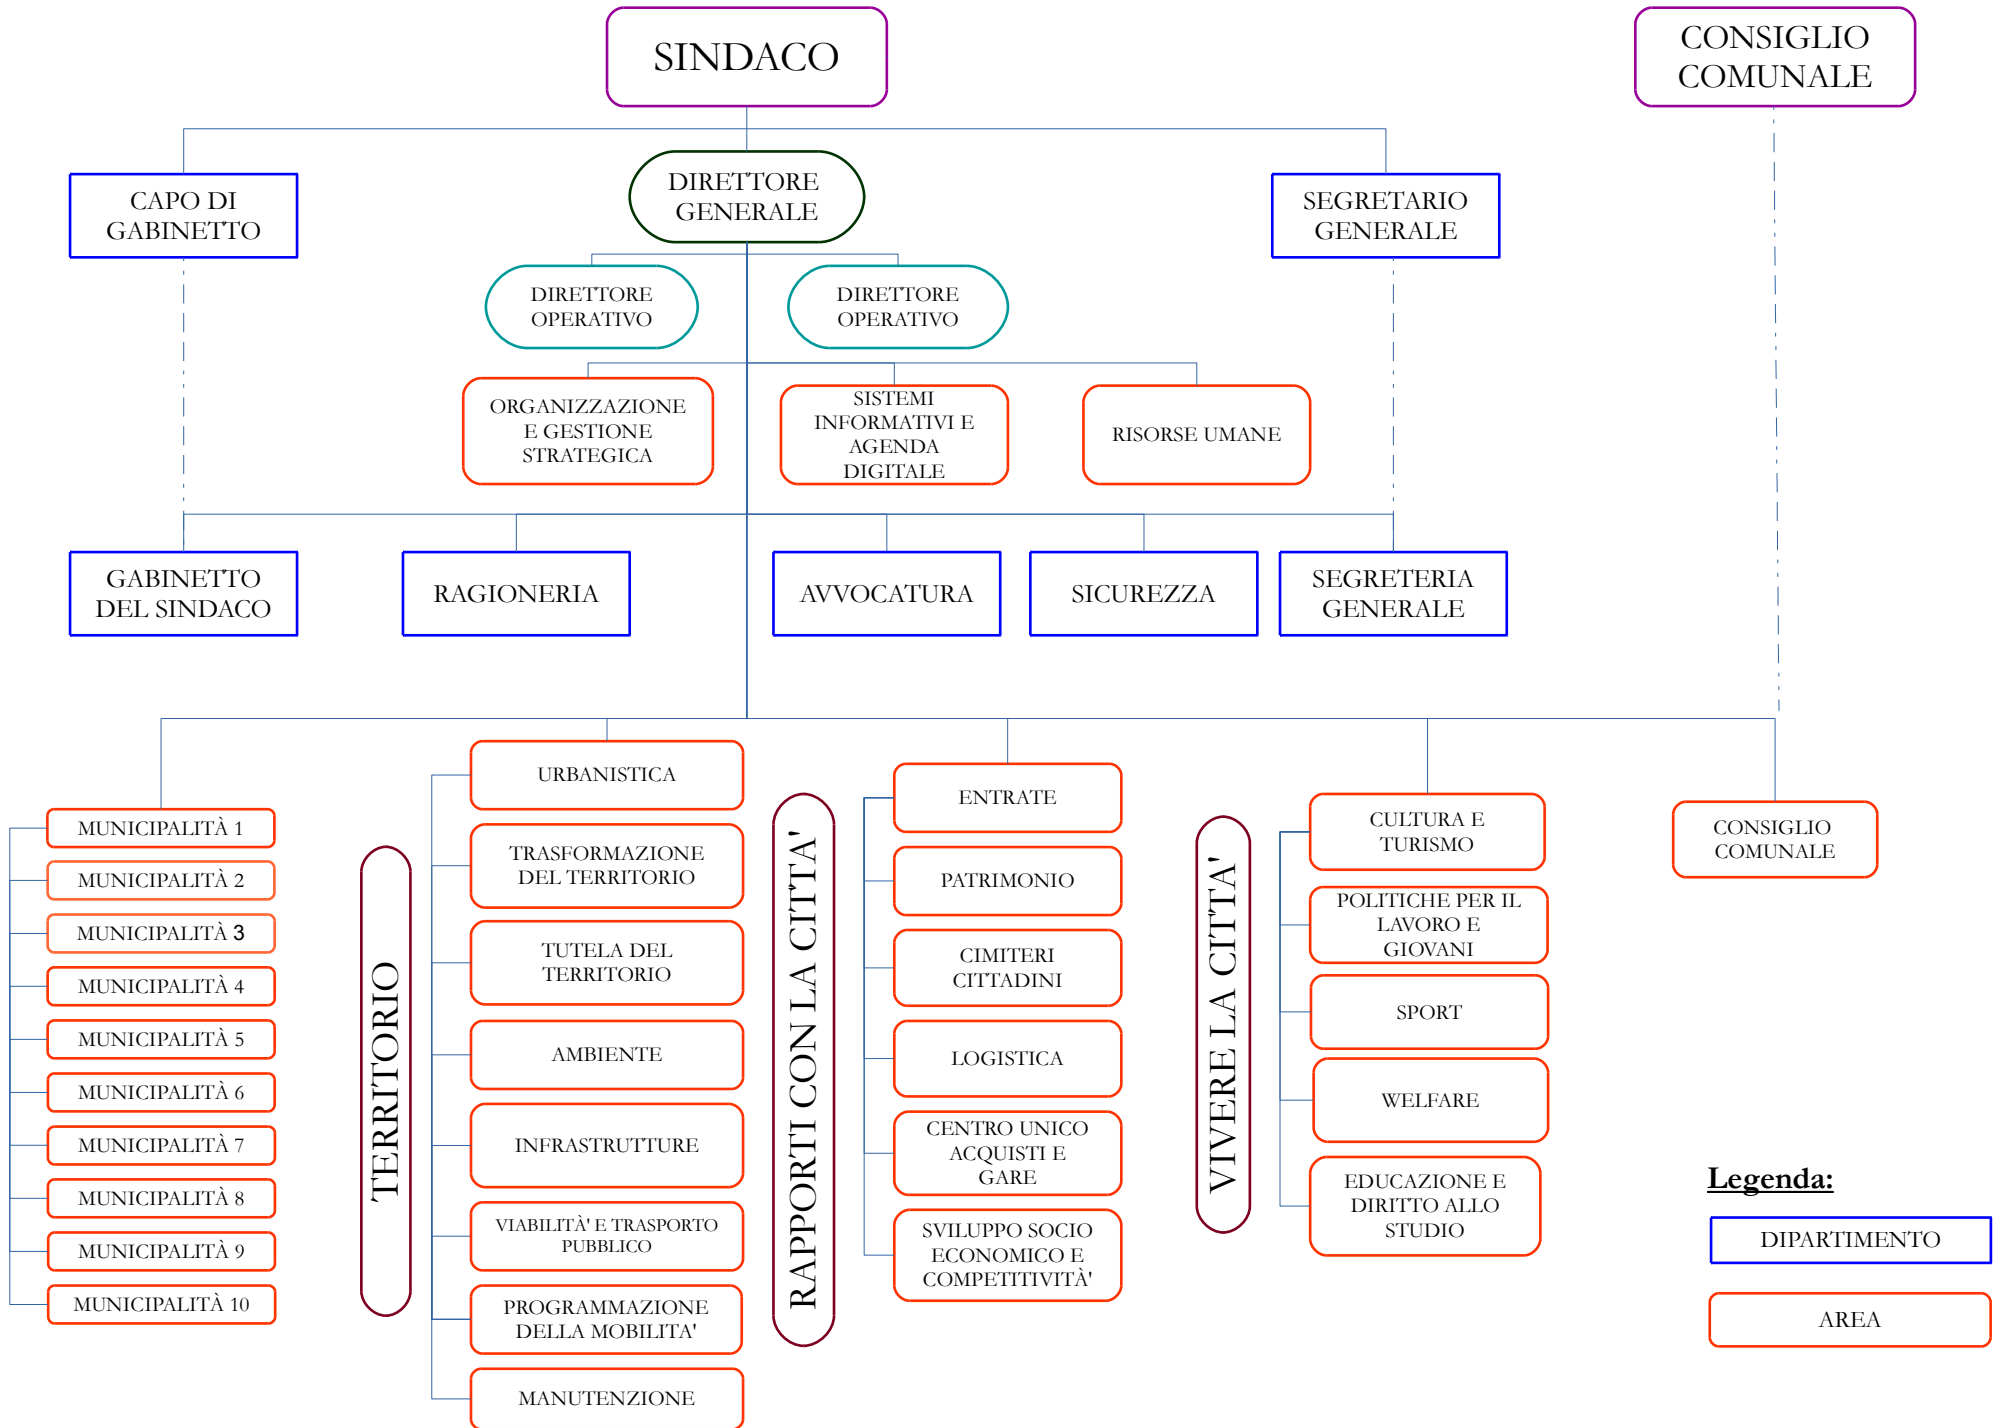 SINDACO
CONSIGLIO
COMUNALE
CAPO DI
GABINETTO
DIRETTORE
GENERALE
SEGRETARIO
GENERALE
DIRETTORE
OPERATIVO
DIRETTORE
OPERATIVO
ORGANIZZAZIONE
E GESTIONE
STRATEGICA
SISTEMI
INFORMATIVI E
AGENDA
DIGITALE
RISORSE UMANE
GABINETTO
DEL SINDACO
RAGIONERIA
AVVOCATURA
SICUREZZA
SEGRETERIA
GENERALE
MUNICIPALITÀ 1
MUNICIPALITÀ 2
MUNICIPALITÀ 3
MUNICIPALITÀ 4
MUNICIPALITÀ 5
MUNICIPALITÀ 6
MUNICIPALITÀ 7
MUNICIPALITÀ 8
MUNICIPALITÀ 9
MUNICIPALITÀ 10
TERRITORIO
URBANISTICA
TRASFORMAZIONE
DEL TERRITORIO
TUTELA DEL
TERRITORIO
AMBIENTE
INFRASTRUTTURE
VIABILITÀ' E TRASPORTO
PUBBLICO
PROGRAMMAZIONE
DELLA MOBILITA'
MANUTENZIONE
RAPPORTI CON LA CITTA'
ENTRATE
PATRIMONIO
CIMITERI
CITTADINI
LOGISTICA
CENTRO UNICO
ACQUISTI E
GARE
SVILUPPO SOCIO
ECONOMICO E
COMPETITIVITÀ'
VIVERE LA CITTA'
CULTURA E
TURISMO
POLITICHE PER IL
LAVORO E
GIOVANI
SPORT
WELFARE
EDUCAZIONE E
DIRITTO ALLO
STUDIO
CONSIGLIO
COMUNALE
Legenda:
DIPARTIMENTO
AREA